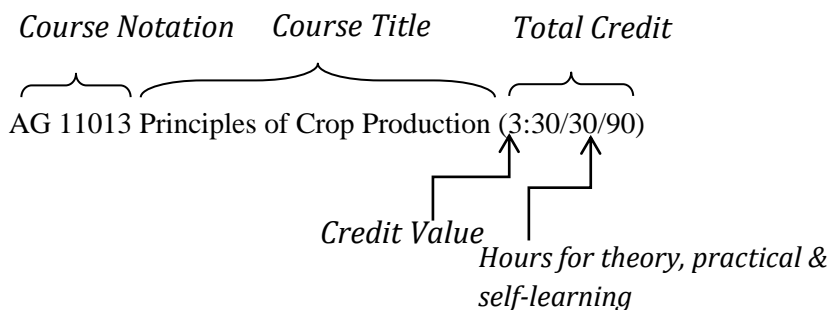 Course Notation Course Title Total Credit
AG 11013 Principles of Crop Production (3:30/30/90)
Credit Value
Hours for theory, practical &
self-learning